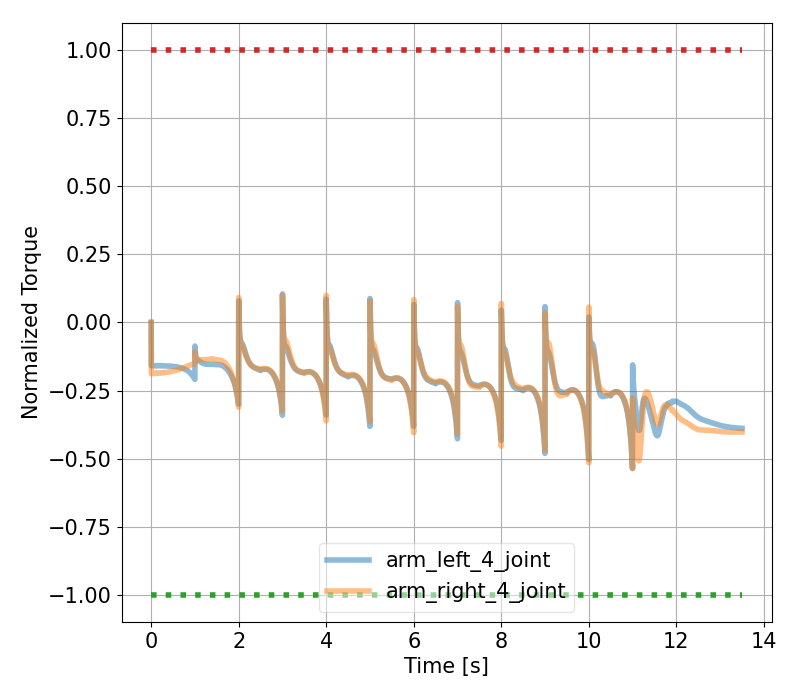 1.00
0.75
0.50
0.25
0.00
−0.25
−0.50
−0.75
−1.00
Normalized Torque
arm_left_4_joint
arm_right_4_joint
0 2 4 6 8 10 12 14
Time [s]